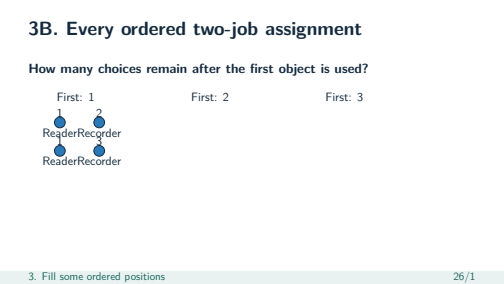 3B. Every ordered two-job assignment
How many choices remain after the first object is used?
First: 1 First: 2 First: 3
1 2
Reader Recorder
1 3
Reader Recorder
3. Fill some ordered positions 26/1